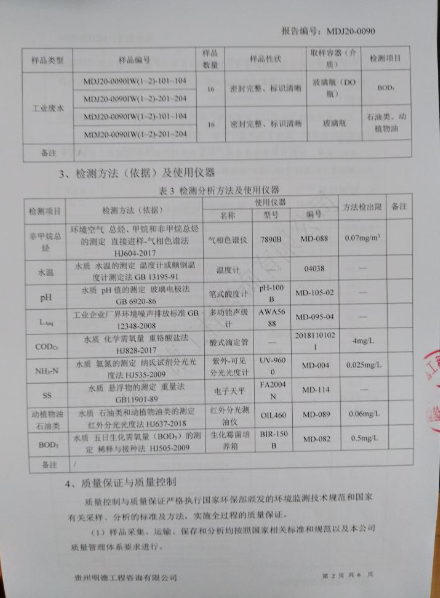 报告编号：MDJ20-0090
样品类型 样品编号 样品数量 样品性状 取样容器（介质） 检测项目
工业废水 MDJ20-0090IW(1~2)-101~104 MDJ20-0090IW(1~2)-201~204 16 密封完整、标识清晰 玻璃瓶（DO瓶） BOD₅
MDJ20-0090IW(1~2)-101~104 MDJ20-0090IW(1~2)-201~204 16 密封完整、标识清晰 玻璃瓶 石油类、动植物油
备注 /
3、检测方法（依据）及使用仪器
表 3 检测分析方法及使用仪器
检测项目 检测方法（依据） 使用仪器 方法检出限 备注
名称 型号 编号
非甲烷总烃 环境空气 总烃、甲烷和非甲烷总烃的测定 直接进样-气相色谱法 HJ604-2017 气相色谱仪 7890B MD-088 0.07mg/m³
水温 水质 水温的测定 温度计或颠倒温度计测定法 GB 13195-91 温度计 04038 —
pH 水质 pH 值的测定 玻璃电极法 GB 6920-86 笔式酸度计 pH-100B MD-105-02 —
Leq 工业企业厂界环境噪声排放标准 GB 12348-2008 多功能声级计 AWA5688 MD-095-04 —
CODcr 水质 化学需氧量 重铬酸盐法 HJ828-2017 酸式滴定管 — 20181101021 4mg/L
NH₃-N 水质 氨氮的测定 纳氏试剂分光光度法 HJ535-2009 紫外-可见分光光度计 UV-9600 MD-004 0.025mg/L
SS 水质 悬浮物的测定 重量法 GB11901-89 电子天平 FA2004N MD-114 —
动植物油 石油类 水质 石油类和动植物油类的测定 红外分光光度法 HJ637-2018 红外分光测油仪 OIL460 MD-089 0.06mg/L
BOD₅ 水质 五日生化需氧量（BOD₅）的测定 稀释与接种法 HJ505-2009 生化霉菌培养箱 BIR-150B MD-082 0.5mg/L
备注 /
4、质量保证与质量控制
质量控制与质量保证严格执行国家环保部颁发的环境监测技术规范和国家
有关采样、分析的标准及方法，实施全过程的质量保证。
（1）样品采集、运输、保存和分析均按照国家相关标准和规范以及本公司
质量管理体系要求进行。
贵州明德工程咨询有限公司
第 2 页 共 6 页